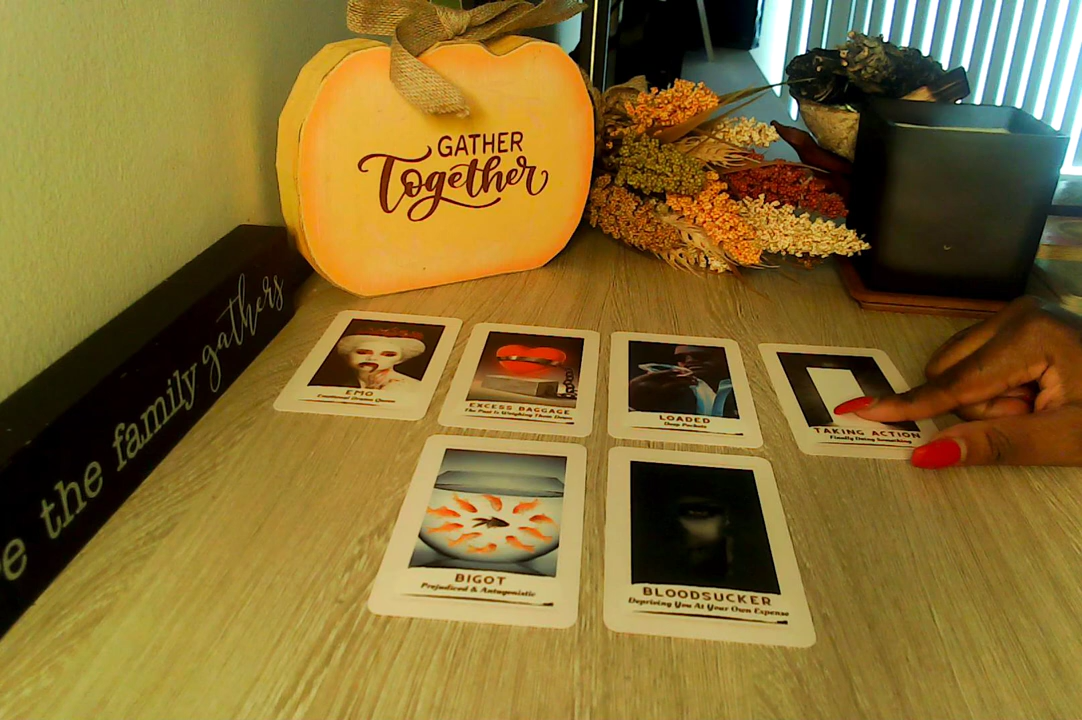 GATHER
Together
e the family gathers
EMO
Emotional Drama Queen
EXCESS BAGGAGE
The Past Is Weighing Them Down
LOADED
Deep Pockets
TAKING ACTION
Finally Doing Something
BIGOT
Prejudiced & Antagonistic
BLOODSUCKER
Depriving You At Your Own Expense